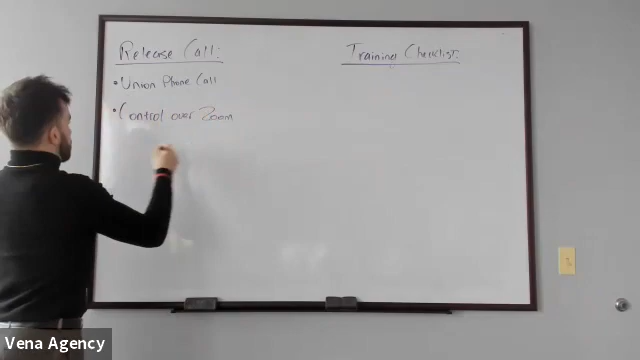 Release Call:
Training Checklist:
• Union Phone Call
• Control over Zoom
Vena Agency